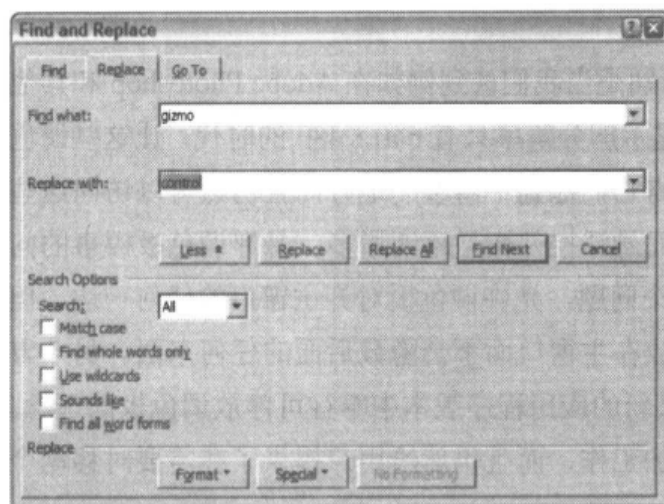 Find and Replace
Find Replace Go To
Find what: gizmo
Replace with: control
Less Replace Replace All Find Next Cancel
Search Options
Search: All
Match case
Find whole words only
Use wildcards
Sounds like
Find all word forms
Replace
Format Special No Formatting